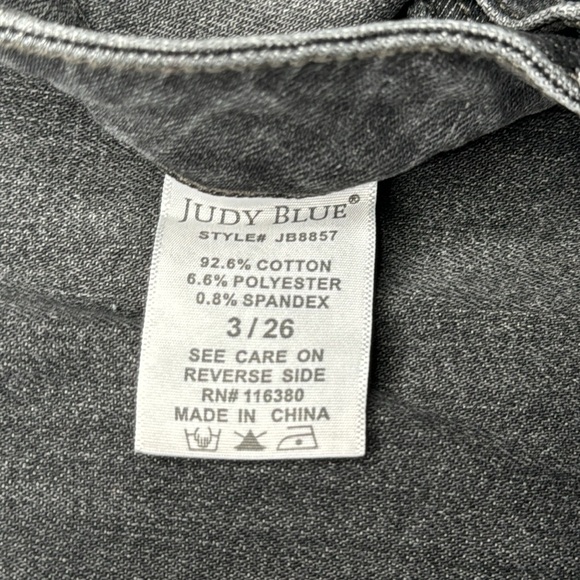 JUDY BLUE®
STYLE# JB8857
92.6% COTTON
6.6% POLYESTER
0.8% SPANDEX
3 / 26
SEE CARE ON
REVERSE SIDE
RN# 116380
MADE IN CHINA